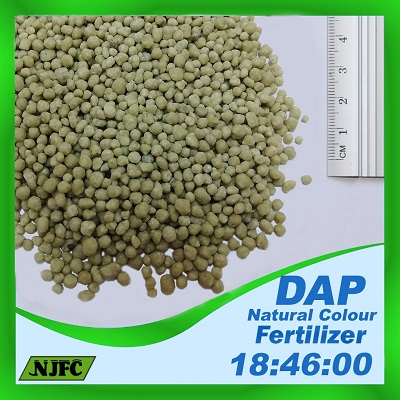 4
3
2
1
CM
DAP
Natural Colour
Fertilizer
18:46:00
NJFC